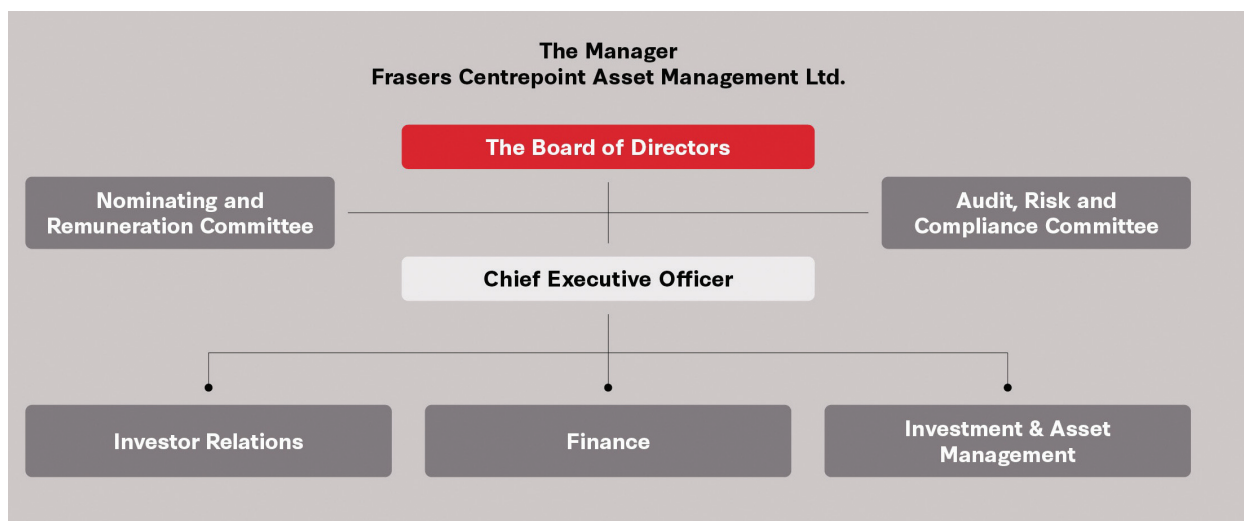 The Manager
Frasers Centrepoint Asset Management Ltd.
The Board of Directors
Nominating and
Remuneration Committee
Audit, Risk and
Compliance Committee
Chief Executive Officer
Investor Relations
Finance
Investment & Asset
Management